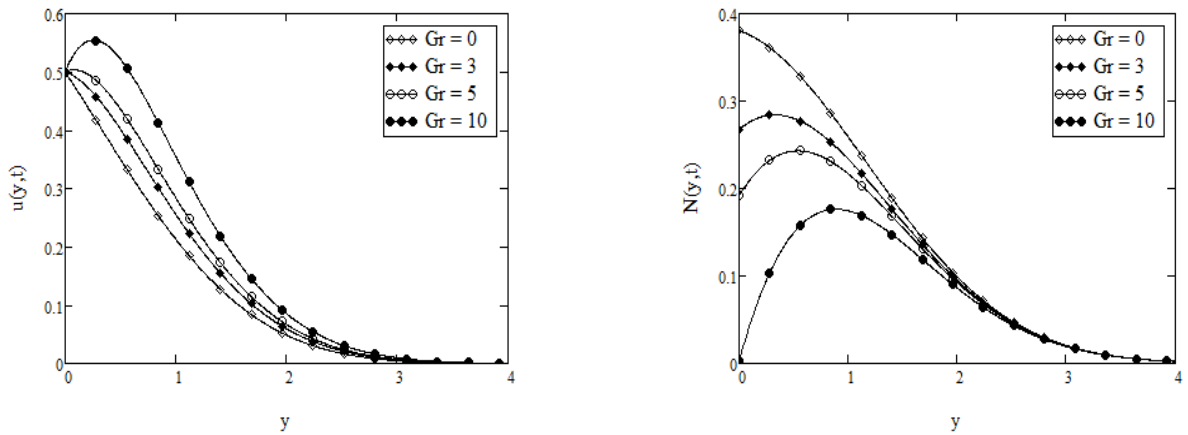 0.6
0.5
0.4
0.3
0.2
0.1
0
u(y,t)
0
1
2
3
4
y
Gr = 0
Gr = 3
Gr = 5
Gr = 10
0.4
0.3
0.2
0.1
0
N(y,t)
0
1
2
3
4
y
Gr = 0
Gr = 3
Gr = 5
Gr = 10